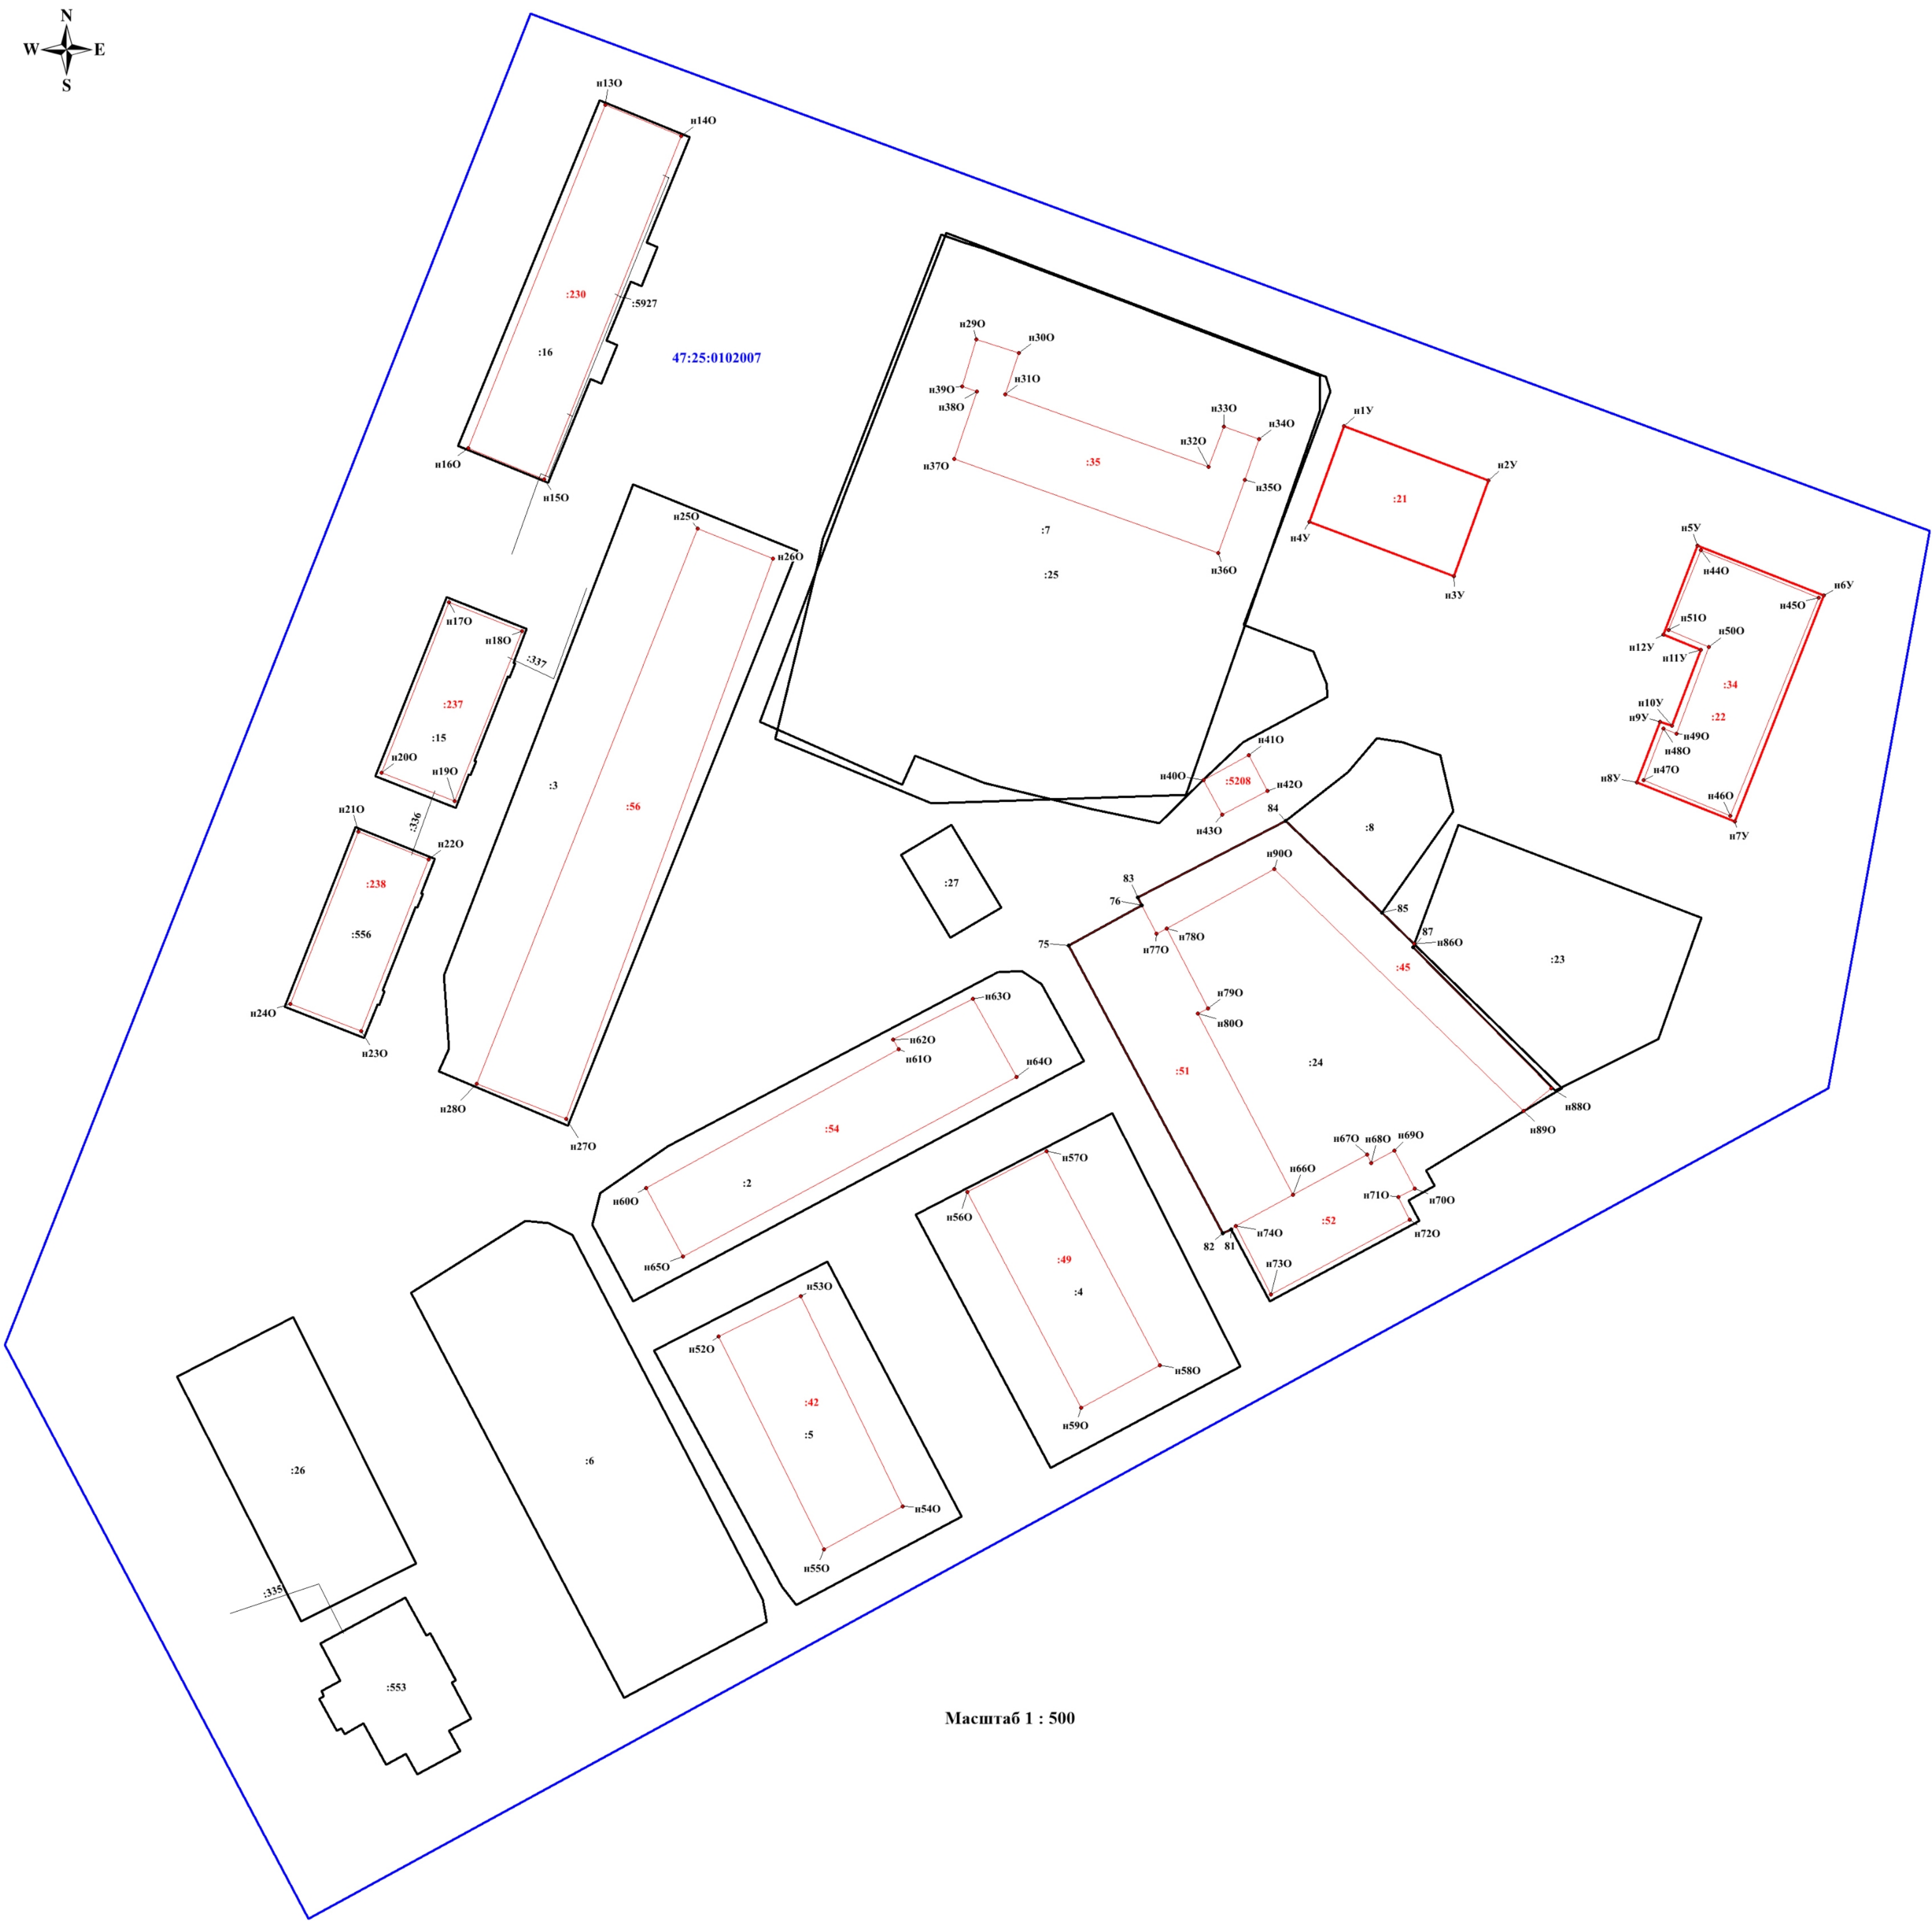 N
W E
S
н13О
н14О
:230
:5927
:16
47:25:0102007
н16О
н15О
н29О
н30О
н31О
н39О
н38О
н33О
н34О
н32О
н37О
:35
н35О
н36О
:7
:25
н1У
н2У
:21
н4У
н3У
н5У
н44О
н6У
н45О
н51О
н50О
н12У
н11У
:34
н10У
н9У
:22
н49О
н48О
н8У
н47О
н46О
н7У
н25О
н26О
н17О
н18О
:337
:237
:15
н20О
н19О
:3
:56
:336
н21О
н22О
:238
:556
н24О
н23О
н28О
н27О
н41О
н40О
:5208
н42О
н43О
84
:8
:27
н90О
83
76
85
87
н86О
75
н78О
н77О
:45
:23
н79О
н80О
:24
:51
н88О
н89О
н63О
н62О
н61О
н64О
:54
н60О
:2
н65О
н67О
н68О
н69О
н66О
н71О
н70О
:52
н72О
н74О
82
81
н73О
н57О
н56О
:49
:4
н58О
н59О
н53О
н52О
:42
:5
н54О
н55О
:6
:26
:335
:553
Масштаб 1 : 500